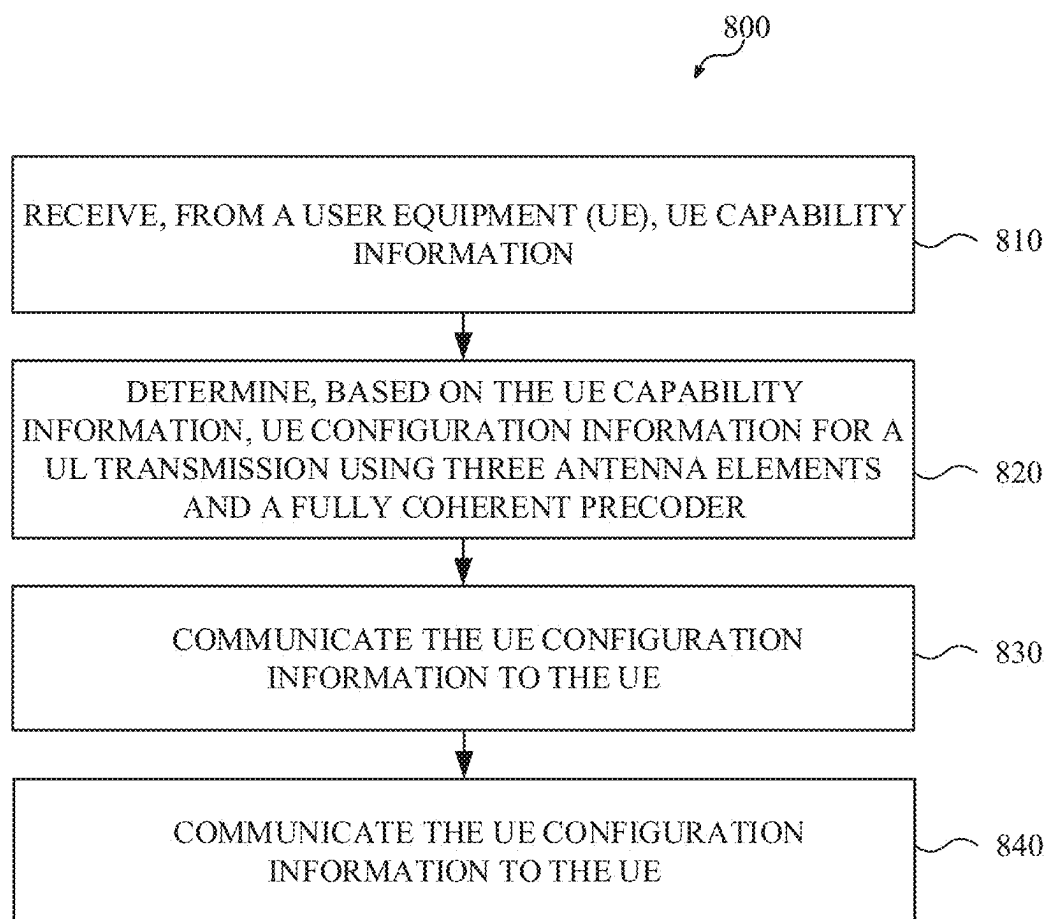 800
RECEIVE, FROM A USER EQUIPMENT (UE), UE CAPABILITY
INFORMATION
810
DETERMINE, BASED ON THE UE CAPABILITY
INFORMATION, UE CONFIGURATION INFORMATION FOR A
UL TRANSMISSION USING THREE ANTENNA ELEMENTS
AND A FULLY COHERENT PRECODER
820
COMMUNICATE THE UE CONFIGURATION
INFORMATION TO THE UE
830
COMMUNICATE THE UE CONFIGURATION
INFORMATION TO THE UE
840